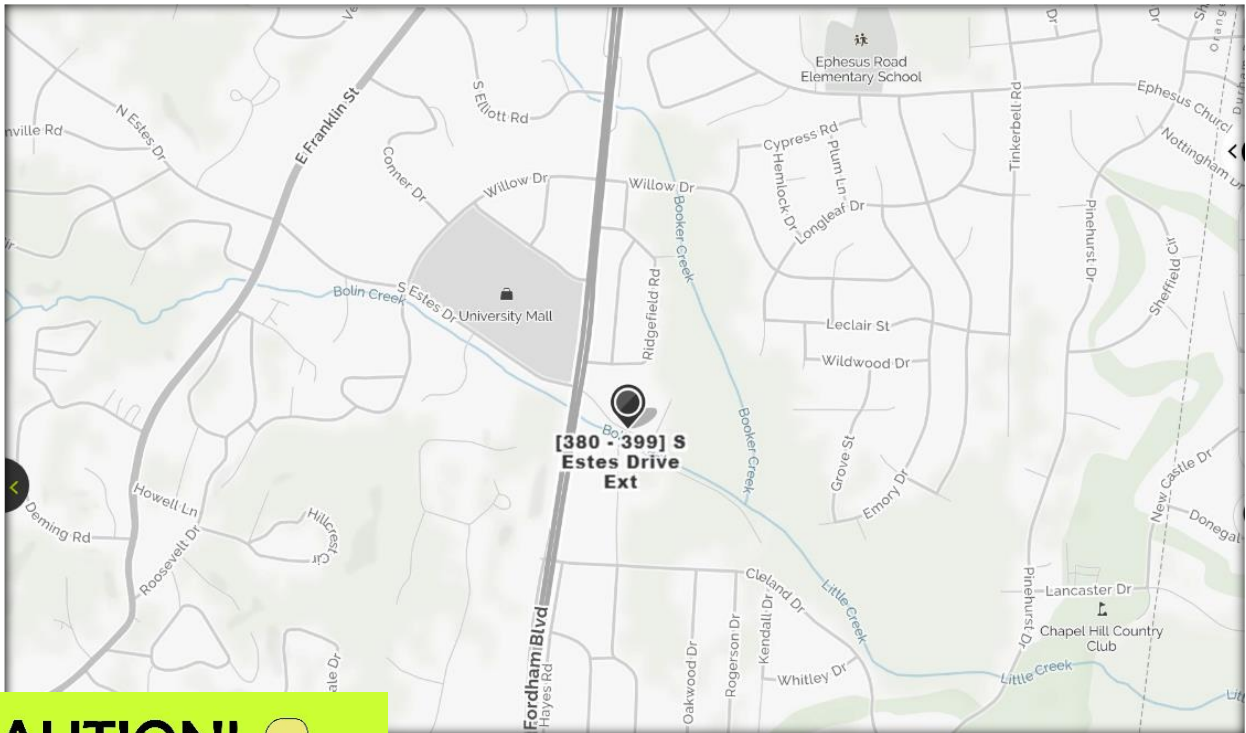 Ephesus Road
Elementary School
Ephesus Church
Nottingham Dr
S Elliott Rd
E Franklin St
N Estes Dr
Conner Dr
Willow Dr
Willow Dr
Cypress Rd
Plum Ln
Hemlock Dr
Longleaf Dr
Tinkerbell Rd
Pinehurst Dr
Sheffield Cir
Booker Creek
Bolin Creek
S Estes Dr
University Mall
Ridgefield Rd
Leclair St
Wildwood Dr
[380 - 399] S
Estes Drive
Ext
Booker Creek
Grove St
Emory Dr
New Castle Dr
Donegal
Howell Ln
Deming Rd
Roosevelt Dr
Hillcrest
Cir
Cleland Dr
Little Creek
Lancaster Dr
Chapel Hill Country
Club
Pinehurst Dr
Fordham Blvd
Hayes Rd
Oakwood Dr
Rogerson Dr
Kendall Dr
Whitley Dr
Little Creek
ale Dr
AUTION!